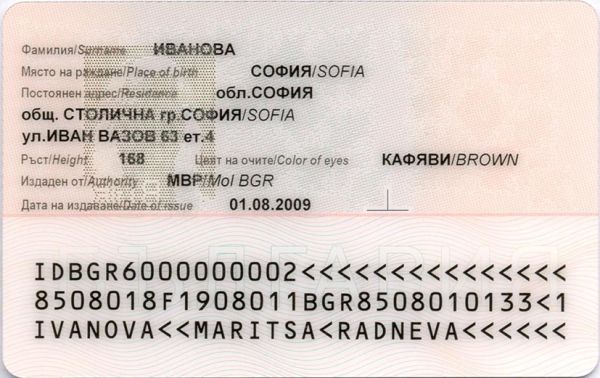 Фамилия/Surname ИВАНОВА
Място на раждане/Place of birth СОФИЯ/SOFIA
Постоянен адрес/Residence обл.СОФИЯ
общ. СТОЛИЧНА гр.СОФИЯ/SOFIA
ул.ИВАН ВАЗОВ 63 ет.4
Ръст/Height 168 Цвят на очите/Color of eyes КАФЯВИ/BROWN
Издаден от/Authority МВР/MoI BGR
Дата на издаване/Date of issue 01.08.2009
БЪЛГАРИЯ
IDBGR6000000002<<<<<<<<<<<<<<<
8508018F1908011BGR8508010133<1
IVANOVA<<MARITSA<RADNEVA<<<<<<